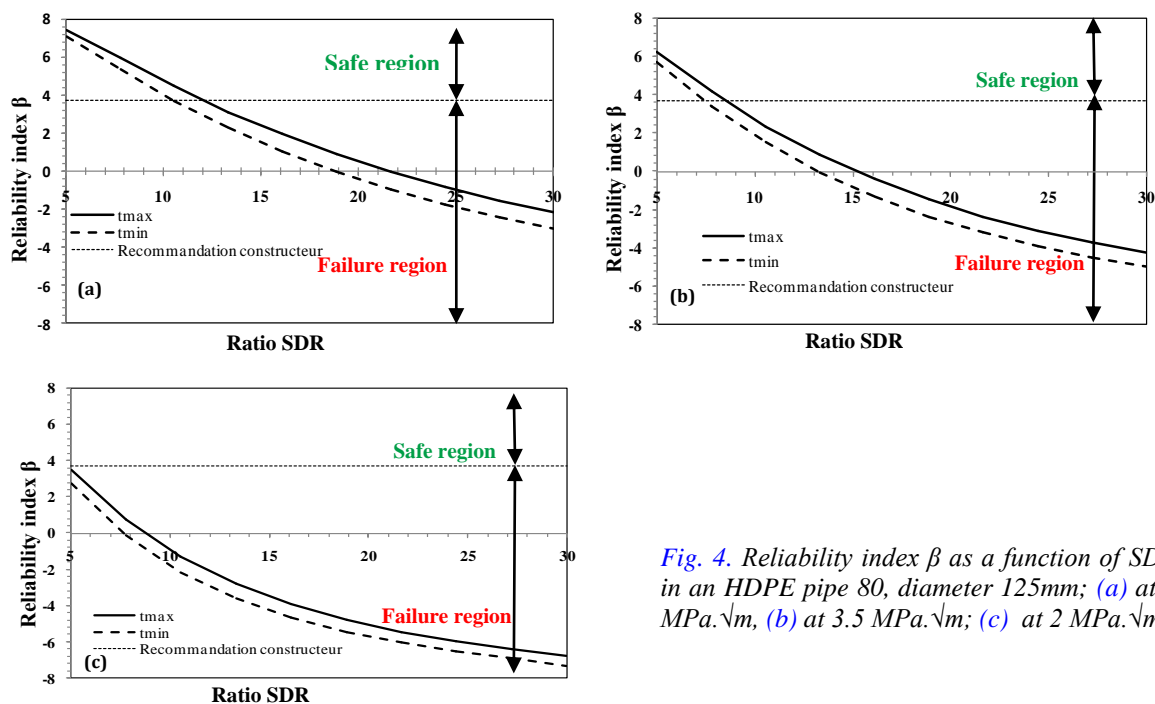 8
6
4
2
0
-2
-4
-6
-8
5
10
15
20
25
30
Reliability index β
Safe region
Failure region
tmax
tmin
Recommandation constructeur
(a)
Ratio SDR
8
6
4
2
0
-2
-4
-6
-8
5
10
15
20
25
30
Reliability index β
Safe region
Failure region
tmax
tmin
Recommandation constructeur
(b)
Ratio SDR
8
6
4
2
0
-2
-4
-6
-8
5
10
15
20
25
30
Reliability index β
Safe region
Failure region
tmax
tmin
Recommandation constructeur
(c)
Ratio SDR
Fig. 4. Reliability index β as a function of SD
in an HDPE pipe 80, diameter 125mm; (a) at
MPa.√m, (b) at 3.5 MPa.√m; (c) at 2 MPa.√m